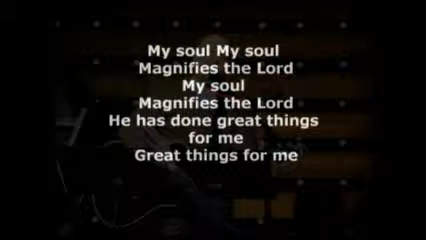 My soul My soul
Magnifies the Lord
My soul
Magnifies the Lord
He has done great things
for me
Great things for me